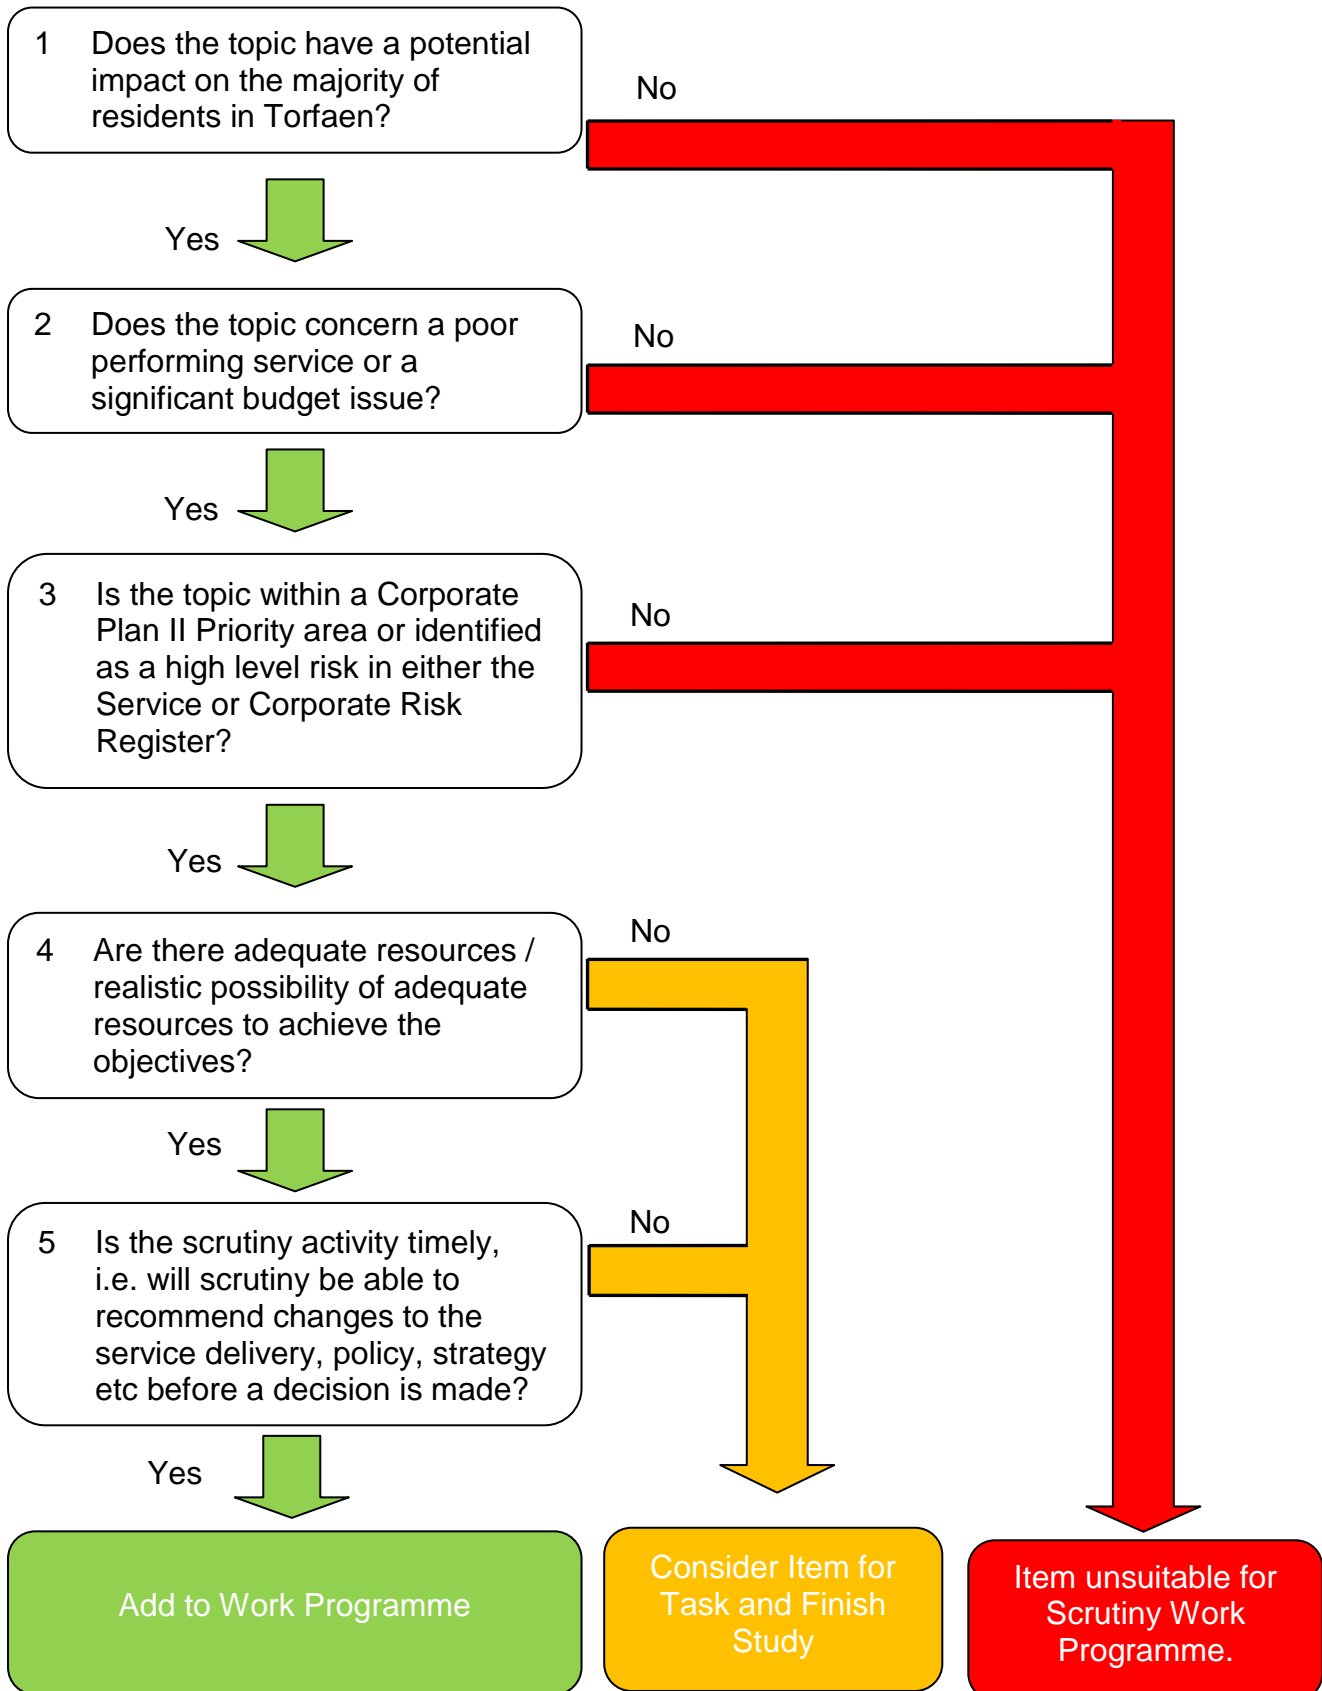 1 Does the topic have a potential
impact on the majority of
residents in Torfaen?
No
Yes
2 Does the topic concern a poor
performing service or a
significant budget issue?
No
Yes
3 Is the topic within a Corporate
Plan II Priority area or identified
as a high level risk in either the
Service or Corporate Risk
Register?
No
Yes
4 Are there adequate resources /
realistic possibility of adequate
resources to achieve the
objectives?
No
Yes
5 Is the scrutiny activity timely,
i.e. will scrutiny be able to
recommend changes to the
service delivery, policy, strategy
etc before a decision is made?
No
Yes
Add to Work Programme
Consider Item for
Task and Finish
Study
Item unsuitable for
Scrutiny Work
Programme.